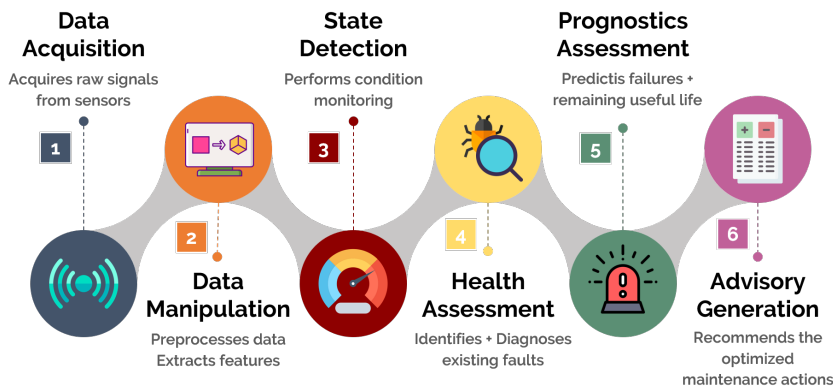 Data
Acquisition
Acquires raw signals
from sensors
1
2
Data
Manipulation
Preprocesses data
Extracts features
State
Detection
Performs condition
monitoring
3
4
Health
Assessment
Identifies + Diagnoses
existing faults
Prognostics
Assessment
Predictis failures +
remaining useful life
5
6
Advisory
Generation
Recommends the
optimized
maintenance actions